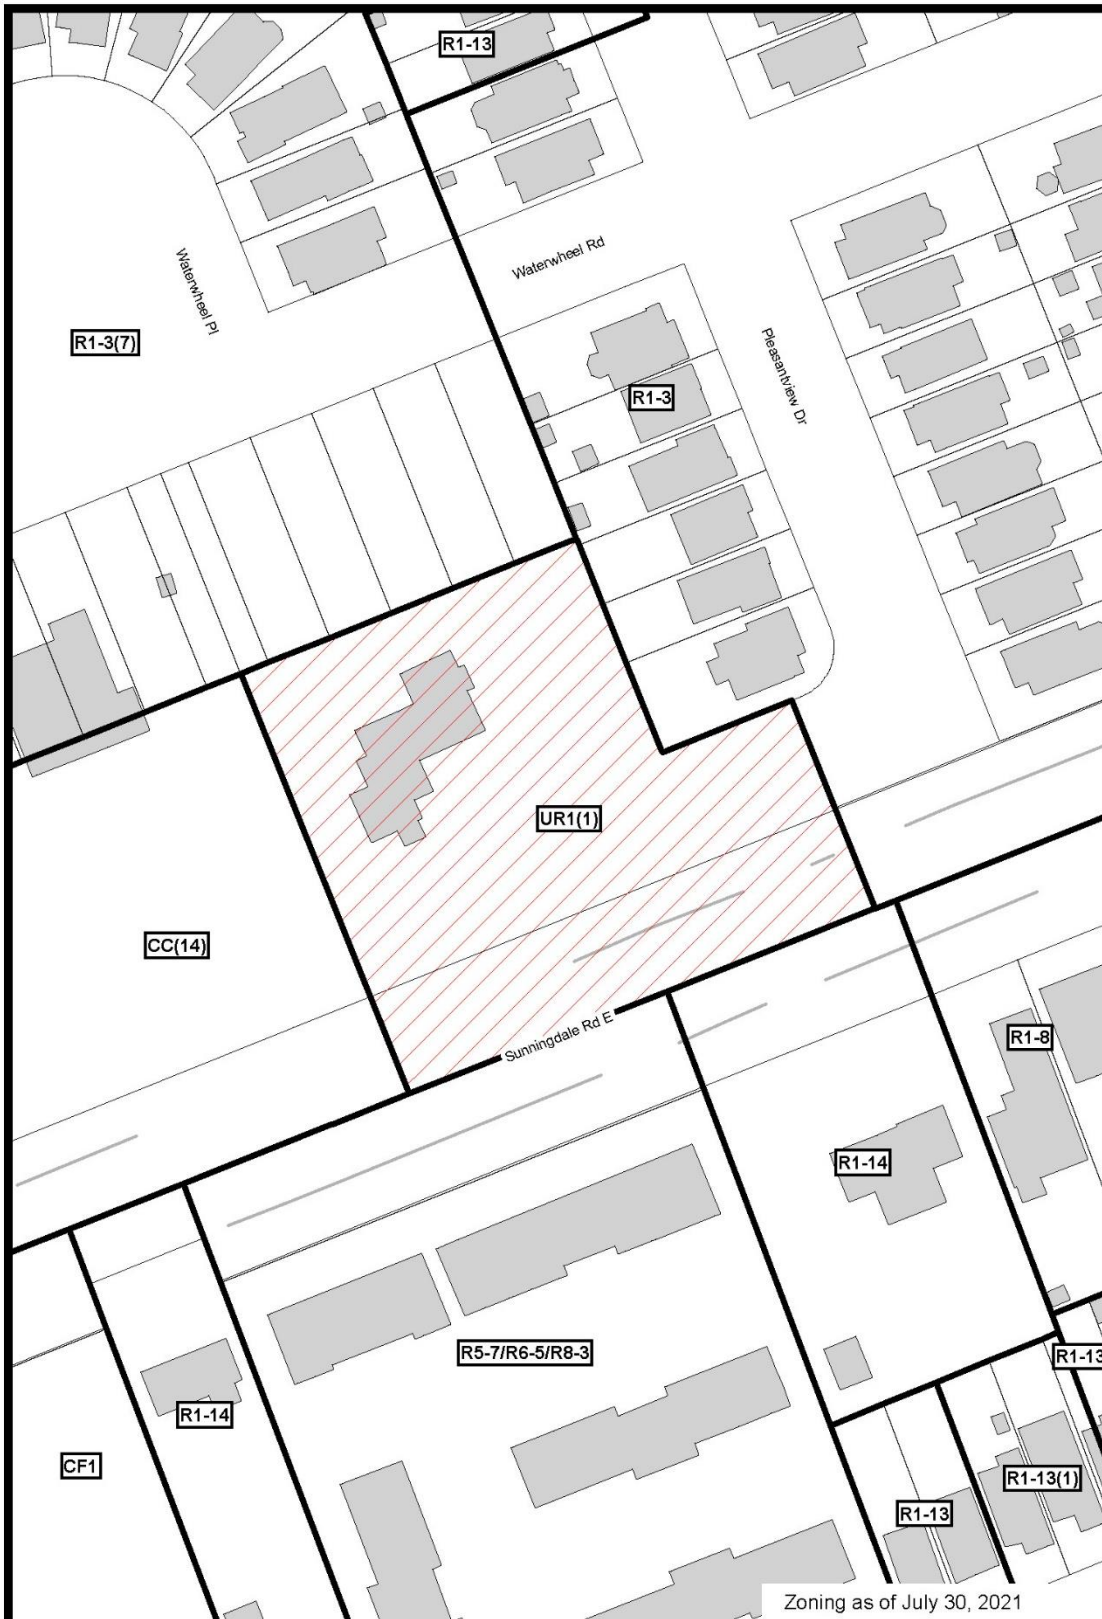 R1-13
Waterwheel Rd
Waterwheel Pl
R1-3(7)
Pleasantview Dr
R1-3
UR1(1)
CC(14)
Sunningdale Rd E
R1-8
R1-14
R5-7/R6-5/R8-3
R1-13
R1-14
CF1
R1-13(1)
R1-13
Zoning as of July 30, 2021